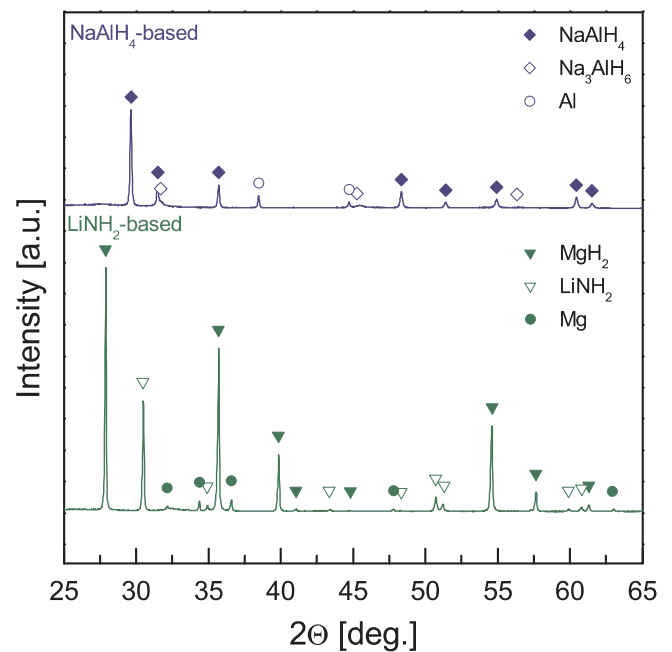 NaAlH₄-based
NaAlH₄
Na₃AlH₆
Al
LiNH₂-based
MgH₂
LiNH₂
Mg
Intensity [a.u.]
25 30 35 40 45 50 55 60 65
2Θ [deg.]